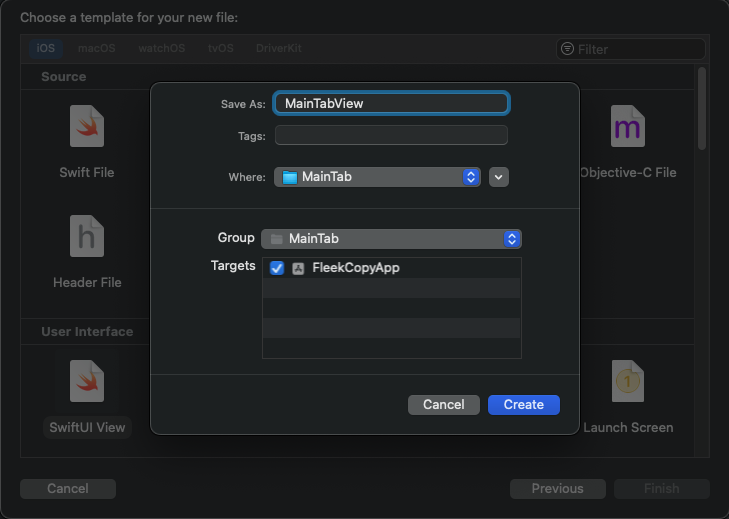 Choose a template for your new file:
iOS macOS watchOS tvOS DriverKit Filter
Source
Save As: MainTabView
Tags:
Where: MainTab
Swift File
m
Objective-C File
Group MainTab
Targets FleekCopyApp
h
Header File
User Interface
1
Cancel Create
SwiftUI View
Launch Screen
Cancel Previous Finish